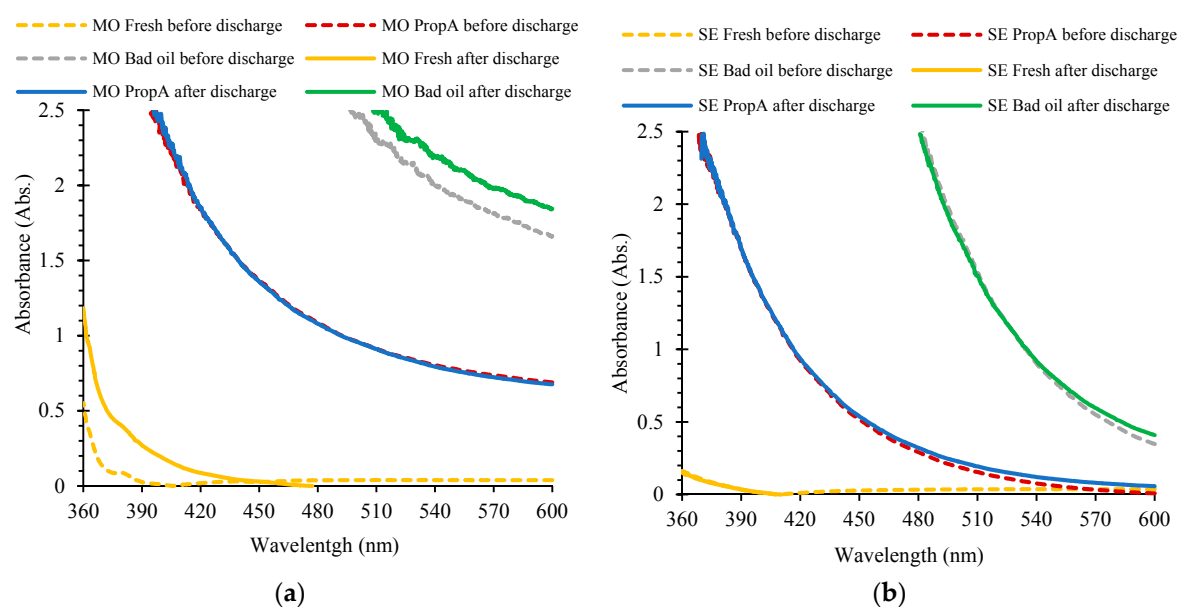 MO Fresh before discharge
MO PropA before discharge
MO Bad oil before discharge
MO Fresh after discharge
MO PropA after discharge
MO Bad oil after discharge
2.5
2
1.5
1
0.5
0
Absorbance (Abs.)
360 390 420 450 480 510 540 570 600
Wavelentgh (nm)
(a)
SE Fresh before discharge
SE PropA before discharge
SE Bad oil before discharge
SE Fresh after discharge
SE PropA after discharge
SE Bad oil after discharge
2.5
2
1.5
1
0.5
0
Absorbance (Abs.)
360 390 420 450 480 510 540 570 600
Wavelength (nm)
(b)